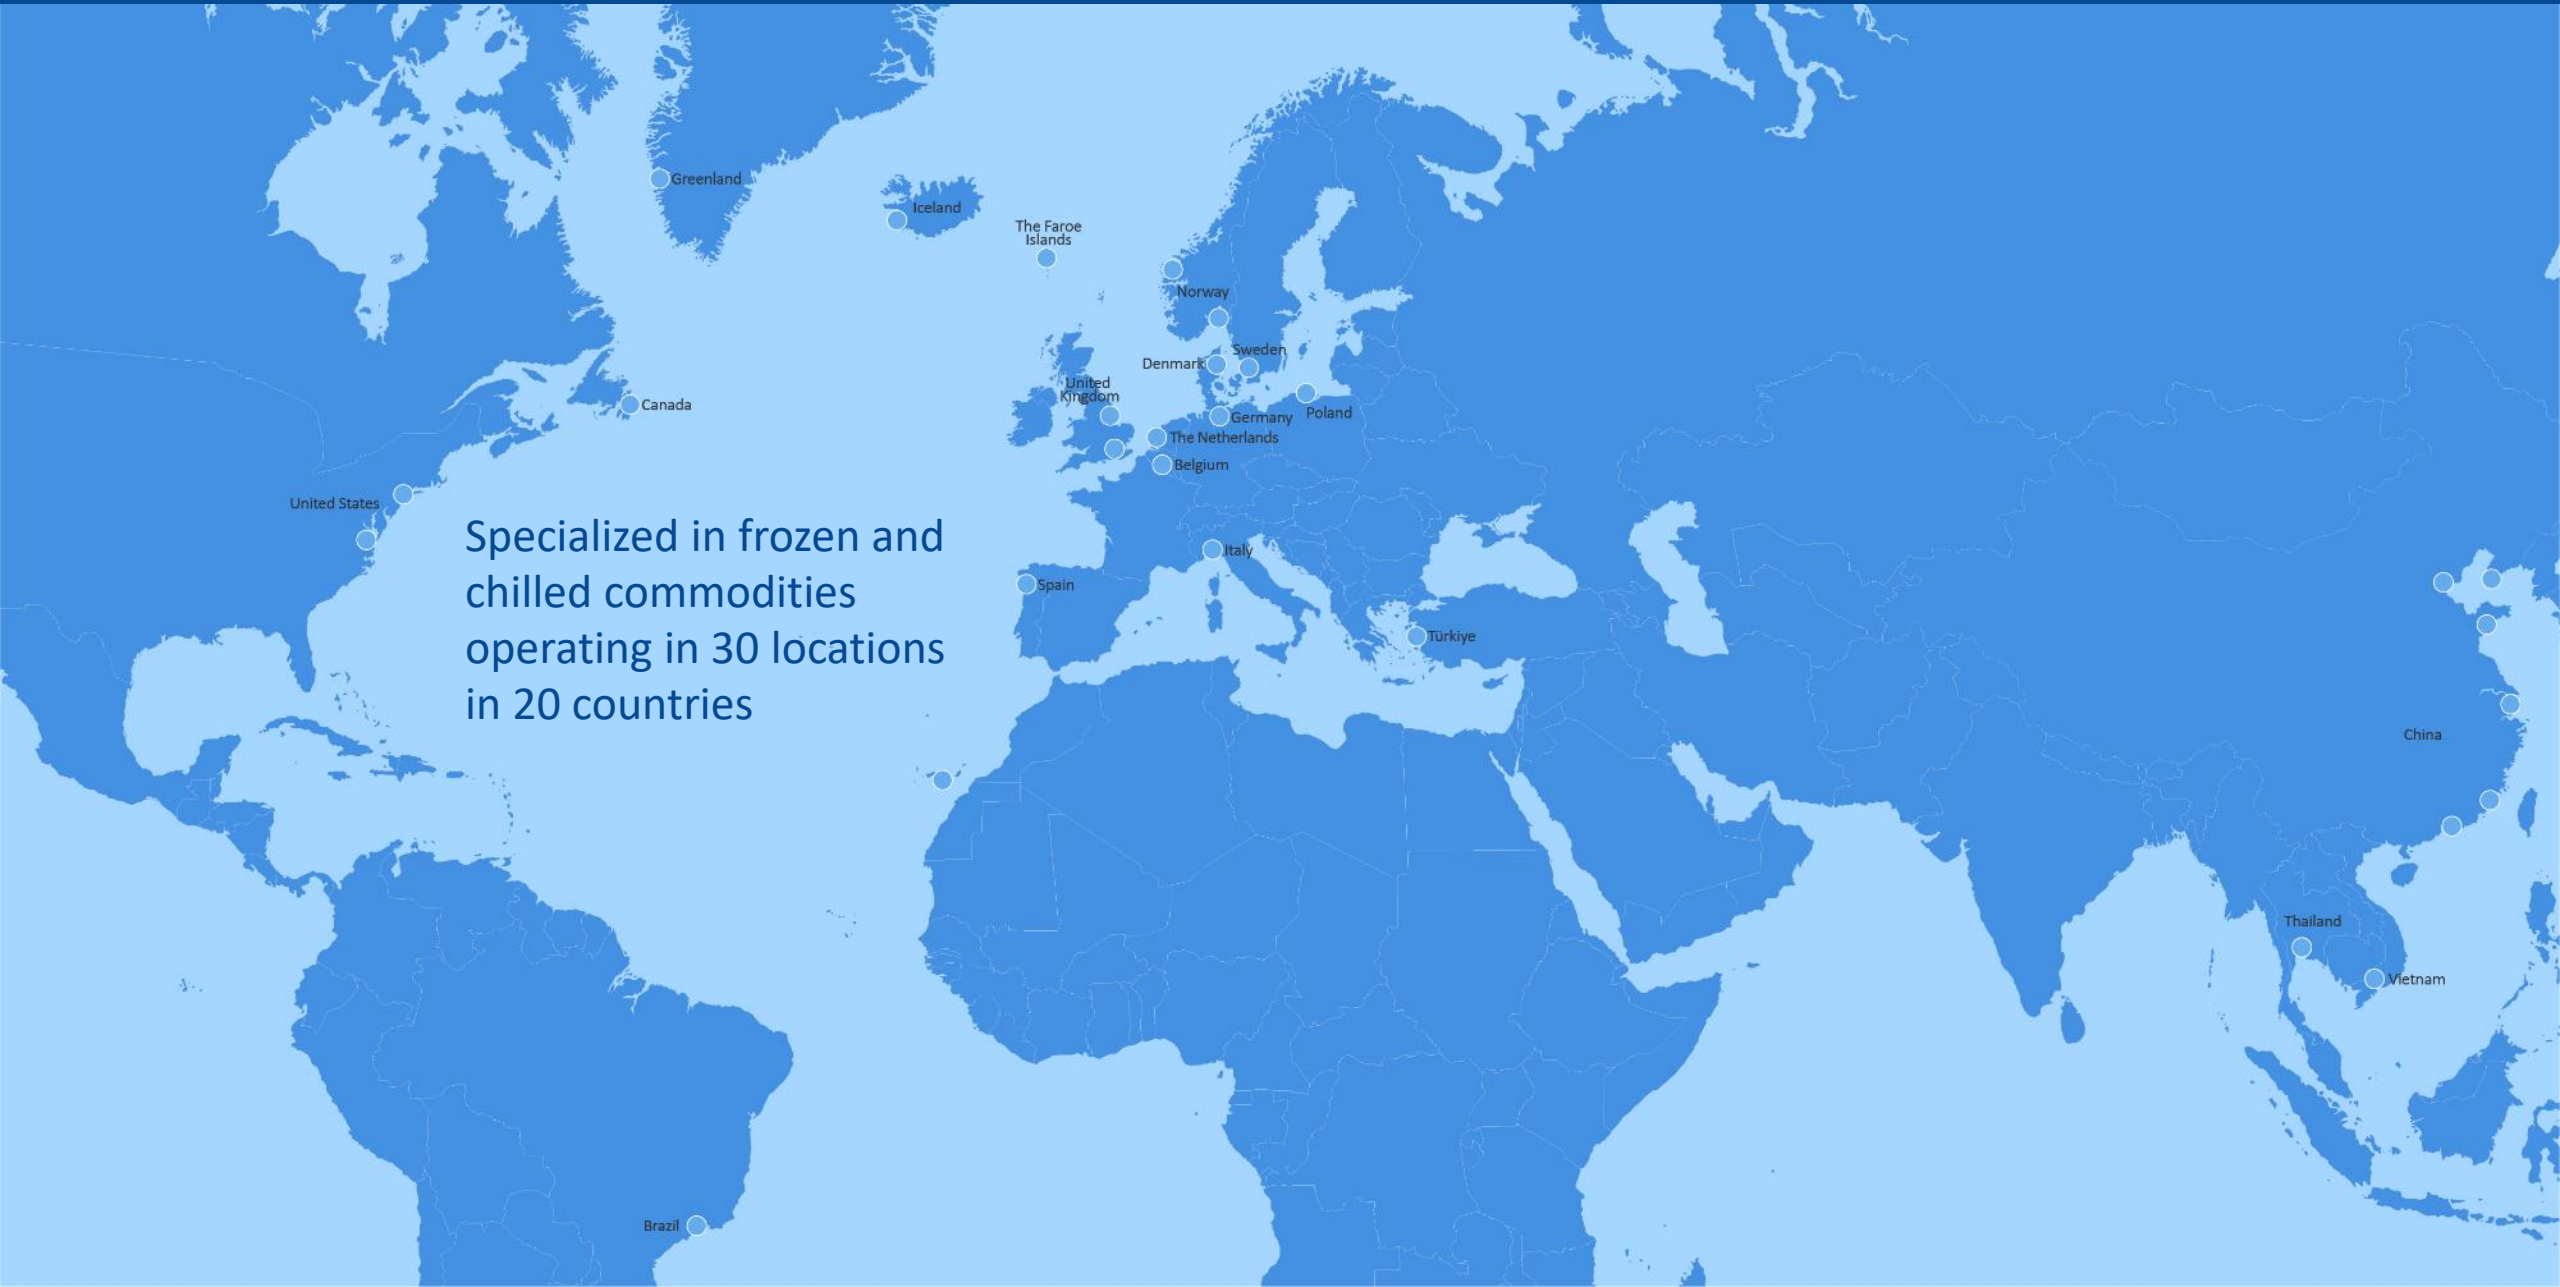 Greenland
Iceland
The Faroe
Islands
Norway
Sweden
Denmark
United
Kingdom
Canada
Germany
Poland
The Netherlands
Belgium
United States
Specialized in frozen and
chilled commodities
operating in 30 locations
in 20 countries
Italy
Spain
Türkiye
China
Thailand
Vietnam
Brazil